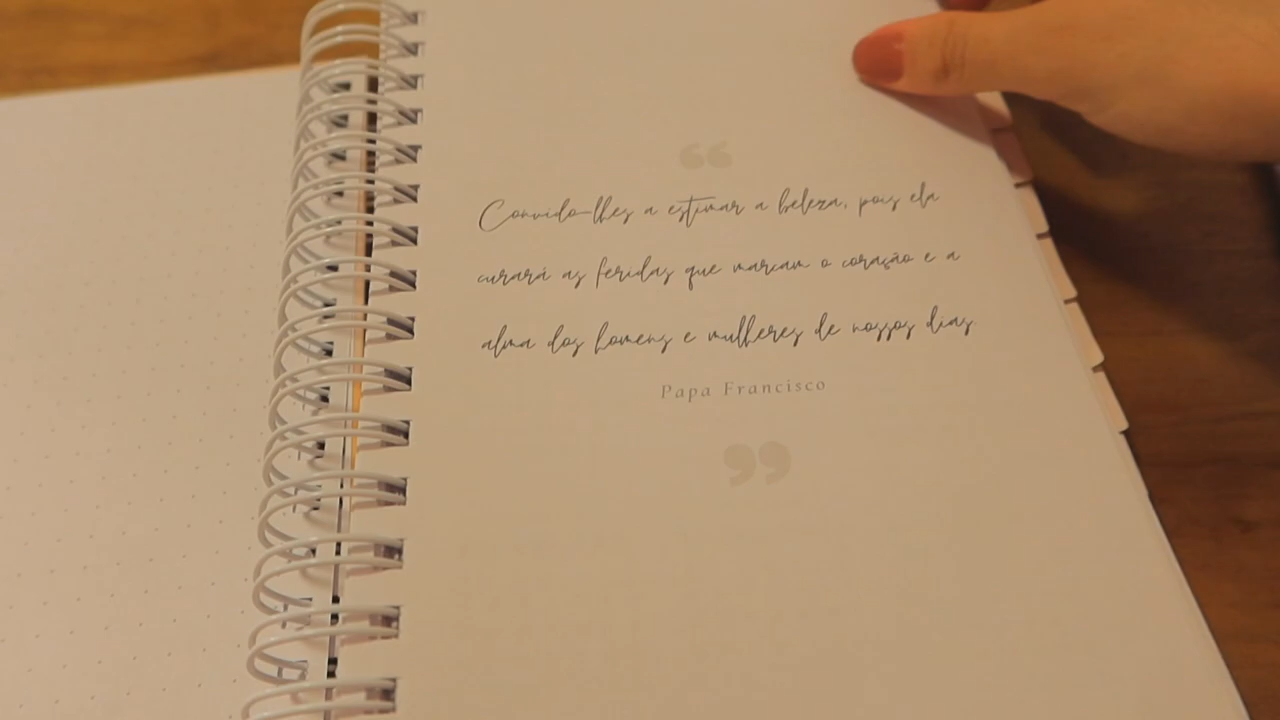 “
Convido-lhes a estimar a beleza, pois ela
curará as feridas que marcam o coração e a
alma dos homens e mulheres de nossos dias
Papa Francisco
”